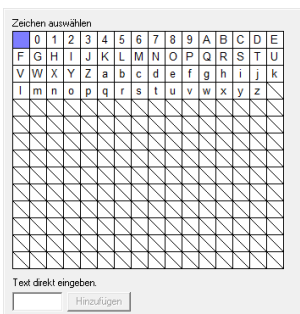 Zeichen auswählen
0 1 2 3 4 5 6 7 8 9 A B C D E
F G H I J K L M N O P Q R S T U
V W X Y Z a b c d e f g h i j k
l m n o p q r s t u v w x y z
Text direkt eingeben.
Hinzufügen